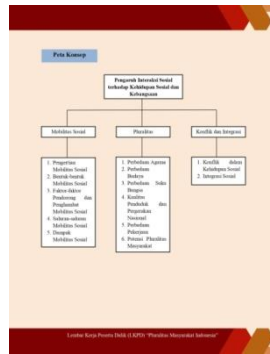 Peta Konsep
Pengaruh Interaksi Sosial
terhadap Kehidupan Sosial dan
Kebangsaan
Mobilitas Sosial
Pluralitas
Konflik dan Integrasi
1. Pengertian
Mobilitas Sosial
2. Bentuk-bentuk
Mobilitas Sosial
3. Faktor-faktor
Pendorong dan
Penghambat
Mobilitas Sosial
4. Saluran-saluran
Mobilitas Sosial
5. Dampak
Mobilitas Sosial
1. Perbedaan Agama
2. Perbedaan
Budaya
3. Perbedaan Suku
Bangsa
4. Kualitas
Penduduk dan
Pergerakan
Nasional
5. Perbedaan
Pekerjaan
6. Potensi Pluralitas
Masyarakat
1. Konflik dalam
Kehidupan Sosial
2. Integrasi Sosial
Lembar Kerja Peserta Didik (LKPD) "Pluralitas Masyarakat Indonesia"